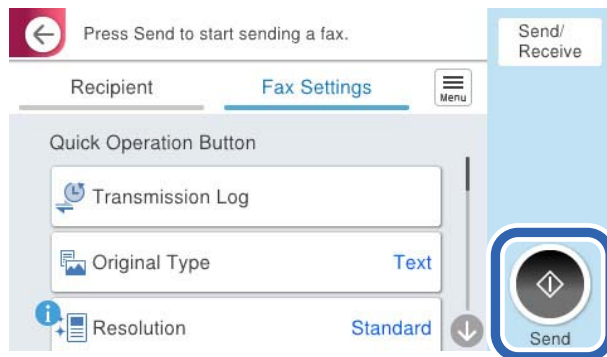 Press Send to start sending a fax.
Send/
Receive
Recipient
Fax Settings
Menu
Quick Operation Button
Transmission Log
Original Type
Text
i
Resolution
Standard
Send